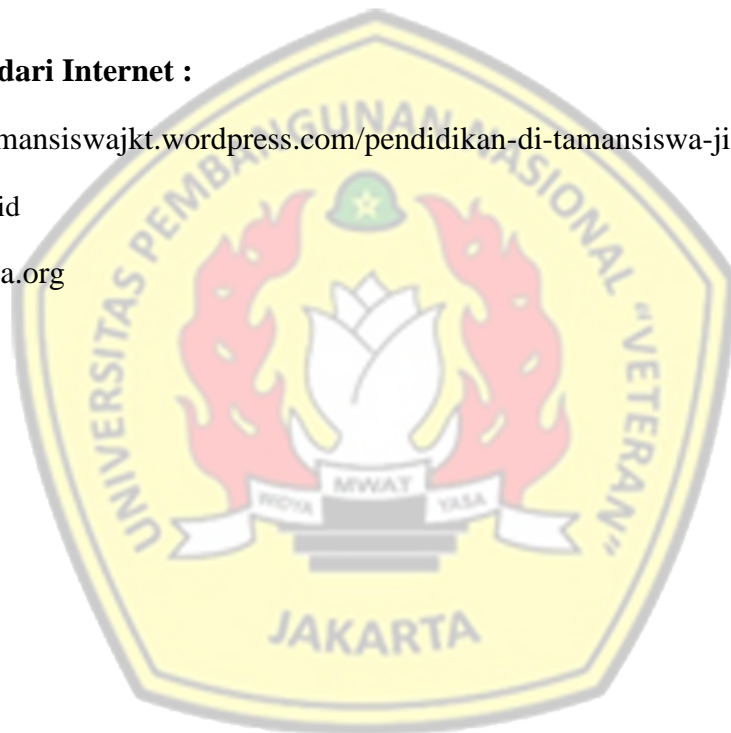 dari Internet :
mansiswajkt.wordpress.com/pendidikan-di-tamansiswa-ji
id
a.org
UNIVERSITAS PEMBANGUNAN NASIONAL "VETERAN"
WIDYA MWAT YASA
JAKARTA